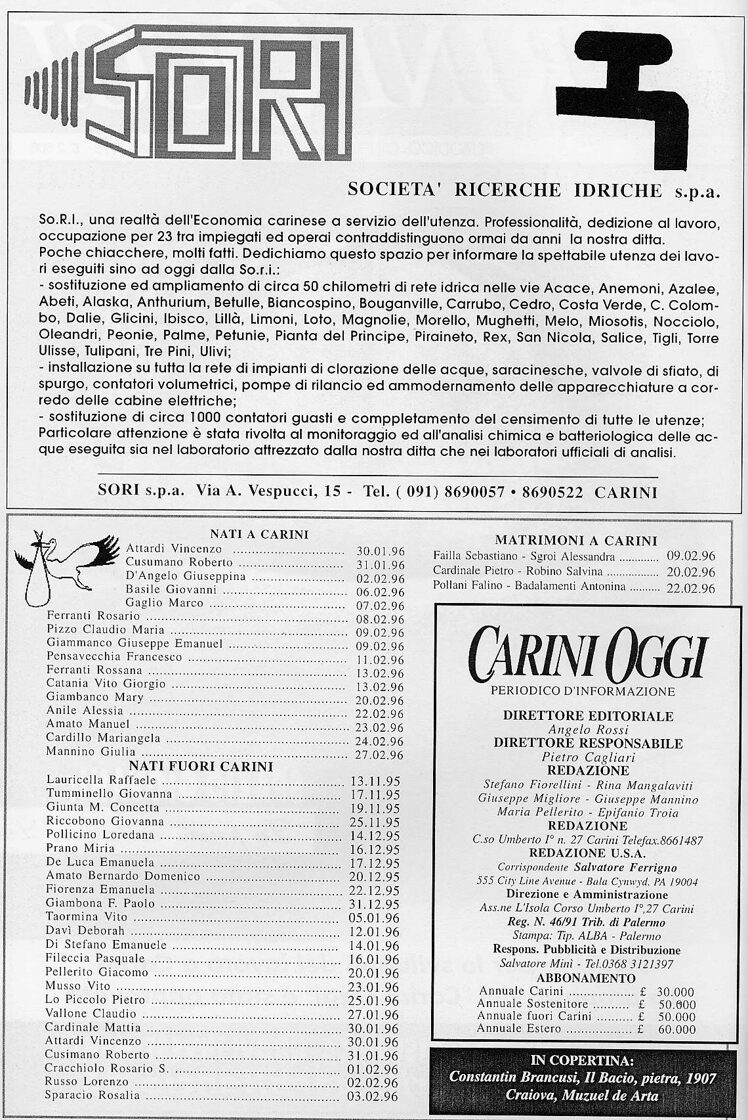 SORI
SOCIETA' RICERCHE IDRICHE s.p.a.
So.R.I., una realtà dell'Economia carinese a servizio dell'utenza. Professionalità, dedizione al lavoro,
occupazione per 23 tra impiegati ed operai contraddistinguono ormai da anni la nostra ditta.
Poche chiacchere, molti fatti. Dedichiamo questo spazio per informare la spettabile utenza dei lavo-
ri eseguiti sino ad oggi dalla So.r.i.:
- sostituzione ed ampliamento di circa 50 chilometri di rete idrica nelle vie Acace, Anemoni, Azalee,
Abeti, Alaska, Anthurium, Betulle, Biancospino, Bouganville, Carrubo, Cedro, Costa Verde, C. Colom-
bo, Dalie, Glicini, Ibisco, Lillà, Limoni, Loto, Magnolie, Morello, Mughetti, Melo, Miosotis, Nocciolo,
Oleandri, Peonie, Palme, Petunie, Pianta del Principe, Piraineto, Rex, San Nicola, Salice, Tigli, Torre
Ulisse, Tulipani, Tre Pini, Ulivi;
- installazione su tutta la rete di impianti di clorazione delle acque, saracinesche, valvole di sfiato, di
spurgo, contatori volumetrici, pompe di rilancio ed ammodernamento delle apparecchiature a cor-
redo delle cabine elettriche;
- sostituzione di circa 1000 contatori guasti e comppletamento del censimento di tutte le utenze;
Particolare attenzione è stata rivolta al monitoraggio ed all'analisi chimica e batteriologica delle ac-
que eseguita sia nel laboratorio attrezzato dalla nostra ditta che nei laboratori ufficiali di analisi.
SORI s.p.a. Via A. Vespucci, 15 - Tel. ( 091) 8690057 • 8690522 CARINI
NATI A CARINI
Attardi Vincenzo ........ 30.01.96
Cusumano Roberto ........ 31.01.96
D'Angelo Giuseppina ........ 02.02.96
Basile Giovanni ........ 06.02.96
Gaglio Marco ........ 07.02.96
Ferranti Rosario ........ 08.02.96
Pizzo Claudio Maria ........ 09.02.96
Giammanco Giuseppe Emanuel ........ 09.02.96
Pensavecchia Francesco ........ 11.02.96
Ferranti Rossana ........ 13.02.96
Catania Vito Giorgio ........ 13.02.96
Giambanco Mary ........ 20.02.96
Anile Alessia ........ 22.02.96
Amato Manuel ........ 23.02.96
Cardillo Mariangela ........ 24.02.96
Mannino Giulia ........ 27.02.96
NATI FUORI CARINI
Lauricella Raffaele ........ 13.11.95
Tumminello Giovanna ........ 17.11.95
Giunta M. Concetta ........ 19.11.95
Riccobono Giovanna ........ 25.11.95
Pollicino Loredana ........ 14.12.95
Prano Miria ........ 16.12.95
De Luca Emanuela ........ 17.12.95
Amato Bernardo Domenico ........ 20.12.95
Fiorenza Emanuela ........ 22.12.95
Giambona F. Paolo ........ 31.12.95
Taormina Vito ........ 05.01.96
Davì Deborah ........ 12.01.96
Di Stefano Emanuele ........ 14.01.96
Fileccia Pasquale ........ 16.01.96
Pellerito Giacomo ........ 20.01.96
Musso Vito ........ 23.01.96
Lo Piccolo Pietro ........ 25.01.96
Vallone Claudio ........ 27.01.96
Cardinale Mattia ........ 30.01.96
Attardi Vincenzo ........ 30.01.96
Cusimano Roberto ........ 31.01.96
Cracchiolo Rosario S. ........ 01.02.96
Russo Lorenzo ........ 02.02.96
Sparacio Rosalia ........ 03.02.96
MATRIMONI A CARINI
Failla Sebastiano - Sgroi Alessandra ........ 09.02.96
Cardinale Pietro - Robino Salvina ........ 20.02.96
Pollani Falino - Badalamenti Antonina ........ 22.02.96
CARINI OGGI
PERIODICO D'INFORMAZIONE
DIRETTORE EDITORIALE
Angelo Rossi
DIRETTORE RESPONSABILE
Pietro Cagliari
REDAZIONE
Stefano Fiorellini - Rina Mangalaviti
Giuseppe Migliore - Giuseppe Mannino
Maria Pellerito - Epifanio Troia
REDAZIONE
C.so Umberto I° n. 27 Carini Telefax.8661487
REDAZIONE U.S.A.
Corrispondente Salvatore Ferrigno
555 City Line Avenue - Bala Cynwyd, PA 19004
Direzione e Amministrazione
Ass.ne L'Isola Corso Umberto I°,27 Carini
Reg. N. 46/91 Trib. di Palermo
Stampa: Tip. ALBA - Palermo
Respons. Pubblicità e Distribuzione
Salvatore Minì - Tel.0368 3121397
ABBONAMENTO
Annuale Carini ........ £ 30.000
Annuale Sostenitore ........ £ 50.000
Annuale fuori Carini ........ £ 50.000
Annuale Estero ........ £ 60.000
IN COPERTINA:
Constantin Brancusi, Il Bacio, pietra, 1907
Craiova, Muzuel de Arta